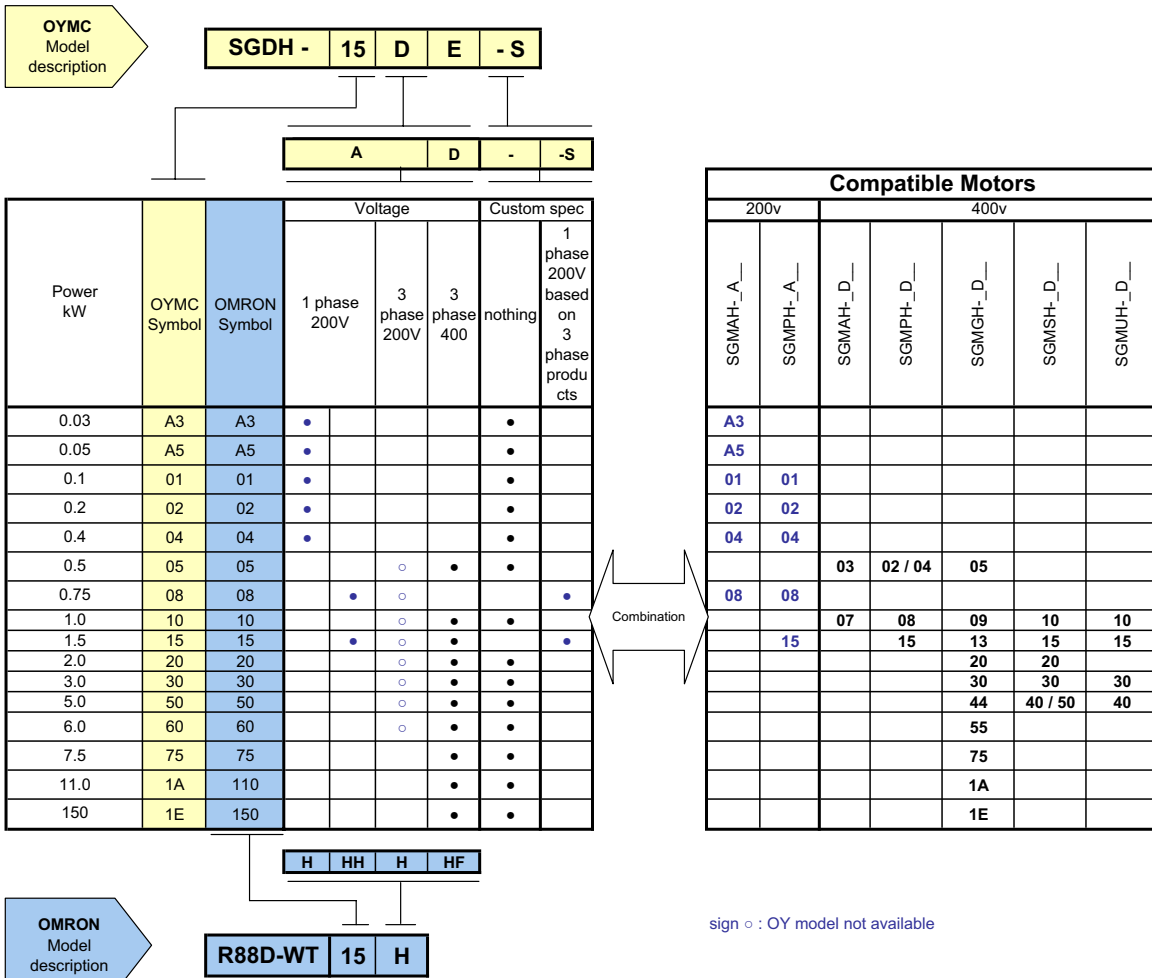 OYMC
Model
description
SGDH - 15 D E - S
A D - -S
Compatible Motors
200v 400v
SGMAH-_A__ SGMPH-_A__ SGMAH-_D__ SGMPH-_D__ SGMGH-_D__ SGMSH-_D__ SGMUH-_D__
Voltage Custom spec
Power
kW
OYMC
Symbol
OMRON
Symbol
1 phase
200V
3
phase
200V
3
phase
400
nothing
1
phase
200V
based
on
3
phase
produ
cts
0.03 A3 A3 ● ● A3
0.05 A5 A5 ● ● A5
0.1 01 01 ● ● 01 01
0.2 02 02 ● ● 02 02
0.4 04 04 ● ● 04 04
0.5 05 05 ○ ● ● 03 02 / 04 05
0.75 08 08 ● ○ ● 08 08
1.0 10 10 ○ ● ● 07 08 09 10 10
1.5 15 15 ● ○ ● ● 15 15 13 15 15
2.0 20 20 ○ ● ● 20 20
3.0 30 30 ○ ● ● 30 30 30
5.0 50 50 ○ ● ● 44 40 / 50 40
6.0 60 60 ○ ● ● 55
7.5 75 75 ● ● 75
11.0 1A 110 ● ● 1A
150 1E 150 ● ● 1E
Combination
H HH H HF
OMRON
Model
description
R88D-WT 15 H
sign ○ : OY model not available